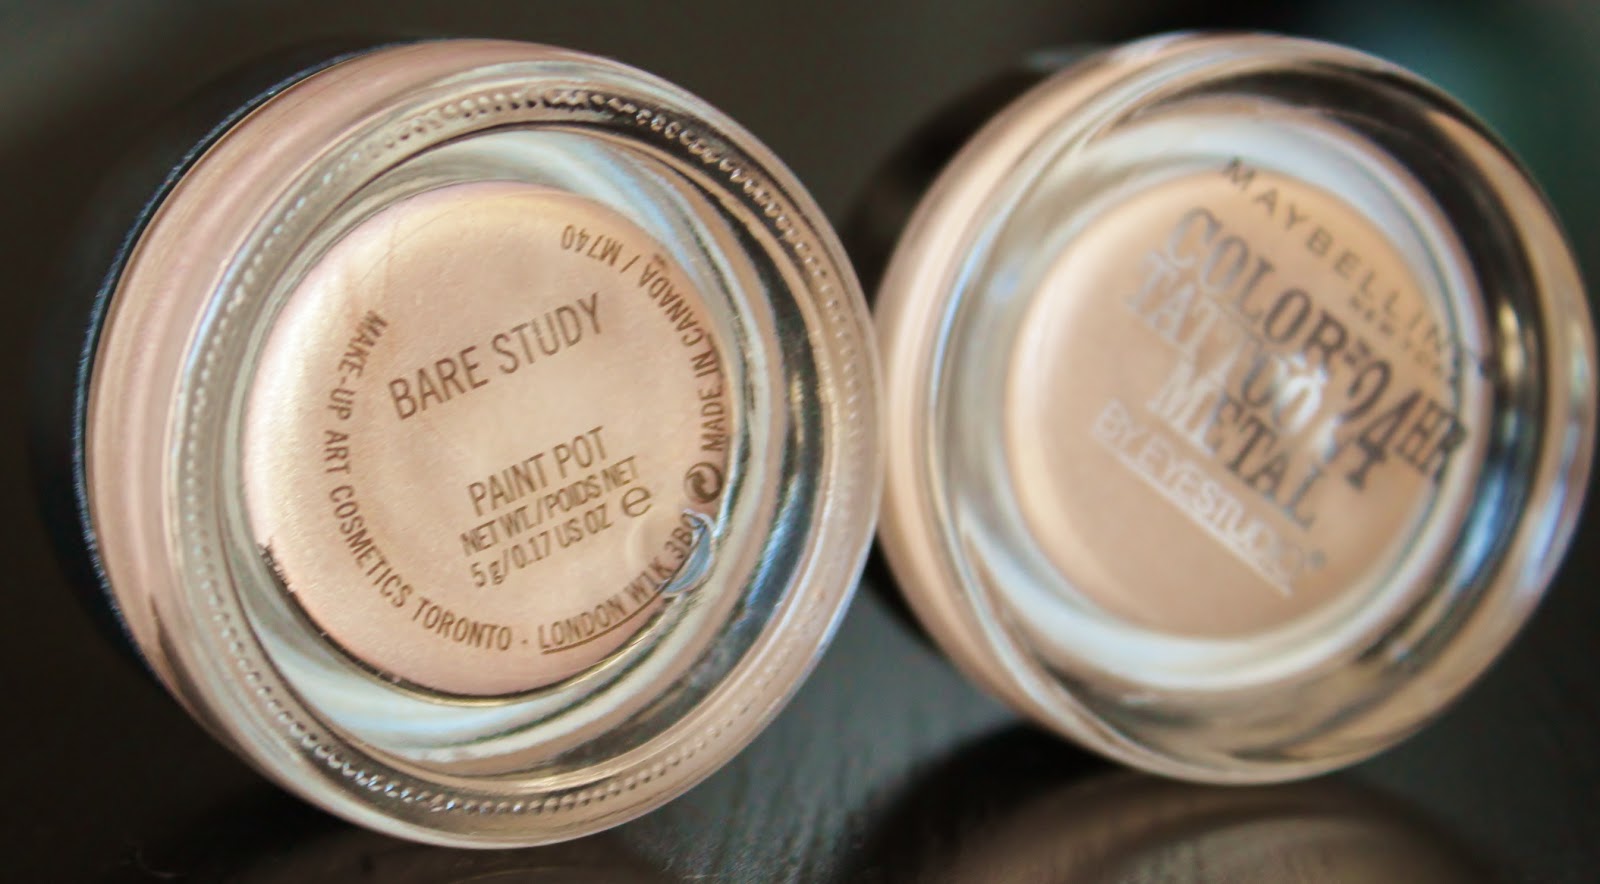 BARE STUDY
PAINT POT
NET WT./POIDS NET
5 g/0.17 US OZ e
MAKE-UP ART COSMETICS TORONTO - LONDON W1K 3BQ MADE IN CANADA / M740
MAYBELLINE
NEW YORK
COLOR 24HR
TATTOO
METAL
BY EYESTUDIO®